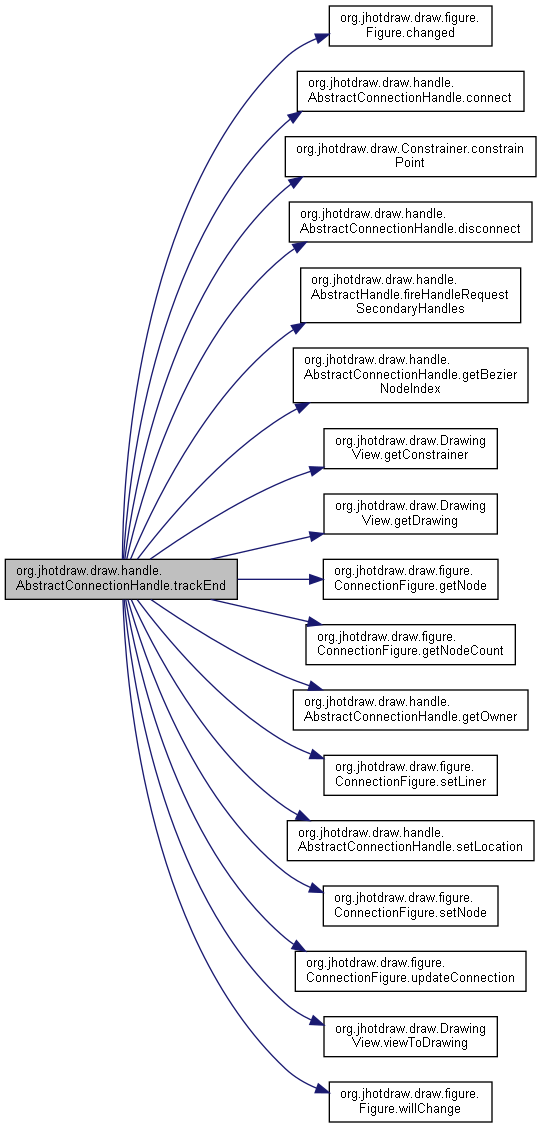 org.jhotdraw.draw.figure.
Figure.changed
org.jhotdraw.draw.handle.
AbstractConnectionHandle.connect
org.jhotdraw.draw.Constrainer.constrain
Point
org.jhotdraw.draw.handle.
AbstractConnectionHandle.disconnect
org.jhotdraw.draw.handle.
AbstractHandle.fireHandleRequest
SecondaryHandles
org.jhotdraw.draw.handle.
AbstractConnectionHandle.getBezier
NodeIndex
org.jhotdraw.draw.Drawing
View.getConstrainer
org.jhotdraw.draw.Drawing
View.getDrawing
org.jhotdraw.draw.handle.
AbstractConnectionHandle.trackEnd
org.jhotdraw.draw.figure.
ConnectionFigure.getNode
org.jhotdraw.draw.figure.
ConnectionFigure.getNodeCount
org.jhotdraw.draw.handle.
AbstractConnectionHandle.getOwner
org.jhotdraw.draw.figure.
ConnectionFigure.setLiner
org.jhotdraw.draw.handle.
AbstractConnectionHandle.setLocation
org.jhotdraw.draw.figure.
ConnectionFigure.setNode
org.jhotdraw.draw.figure.
ConnectionFigure.updateConnection
org.jhotdraw.draw.Drawing
View.viewToDrawing
org.jhotdraw.draw.figure.
Figure.willChange